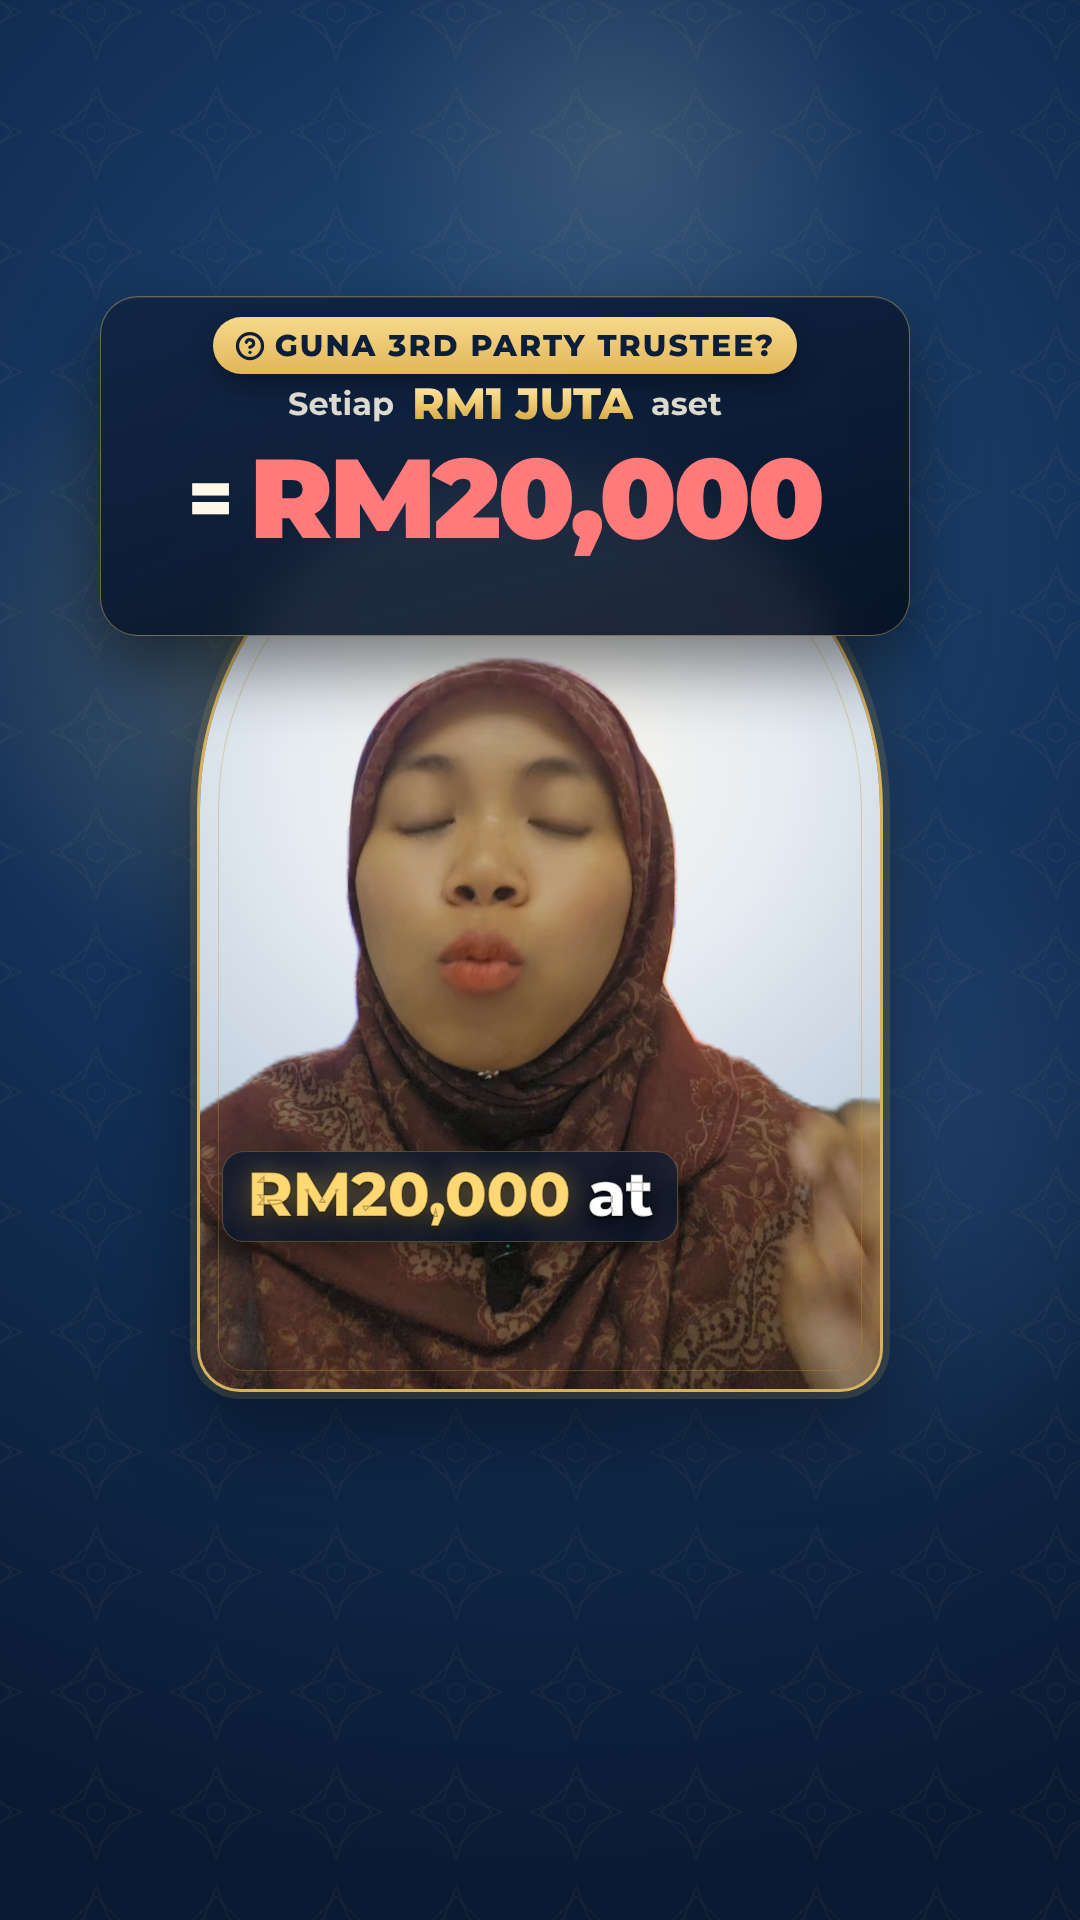 GUNA 3RD PARTY TRUSTEE?
Setiap RM1 JUTA aset
= RM20,000
RM20,000 at